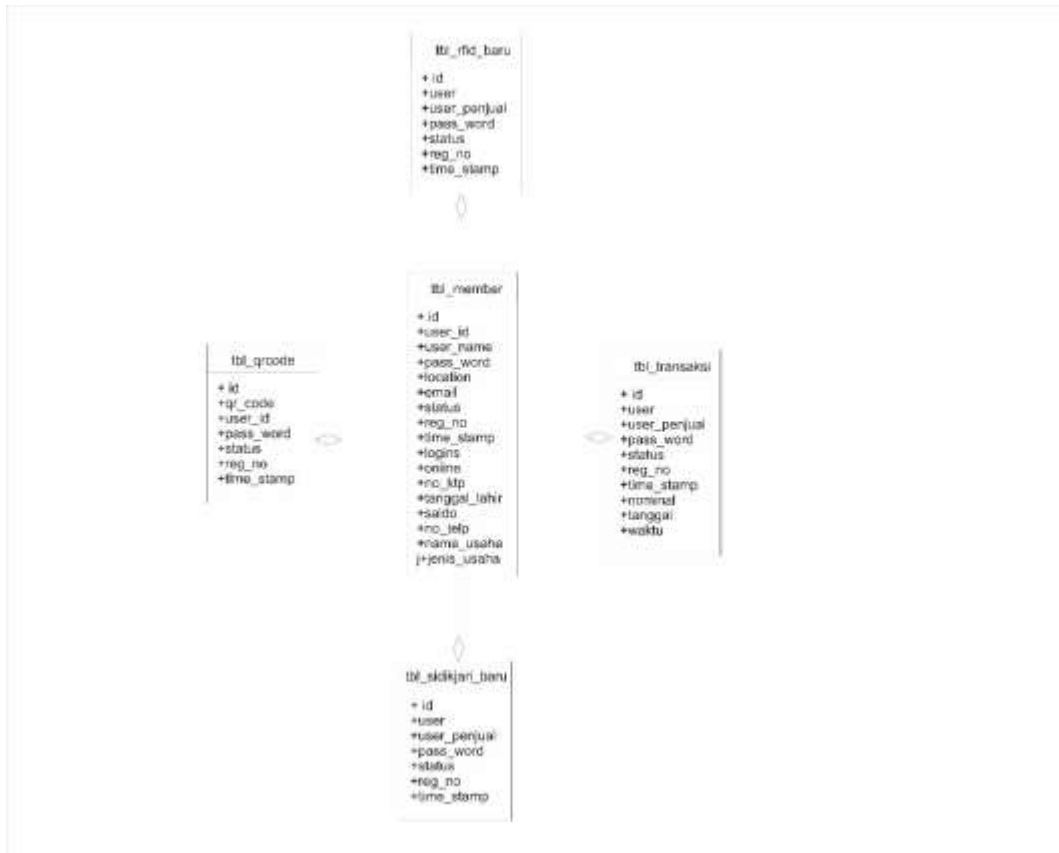 tbl_rfid_baru
+ id
+user
+user_penjual
+pass_word
+status
+reg_no
+time_stamp
tbl_member
+ id
+user_id
+user_name
+pass_word
+location
+email
+status
+reg_no
+time_stamp
+logins
+online
+no_ktp
+tanggal_lahir
+saldo
+no_telp
+nama_usaha
j+jenis_usaha
tbl_qrcode
+ id
+qr_code
+user_id
+pass_word
+status
+reg_no
+time_stamp
tbl_transaksi
+ id
+user
+user_penjual
+pass_word
+status
+reg_no
+time_stamp
+nominal
+tanggal
+waktu
tbl_sidikjari_baru
+ id
+user
+user_penjual
+pass_word
+status
+reg_no
+time_stamp